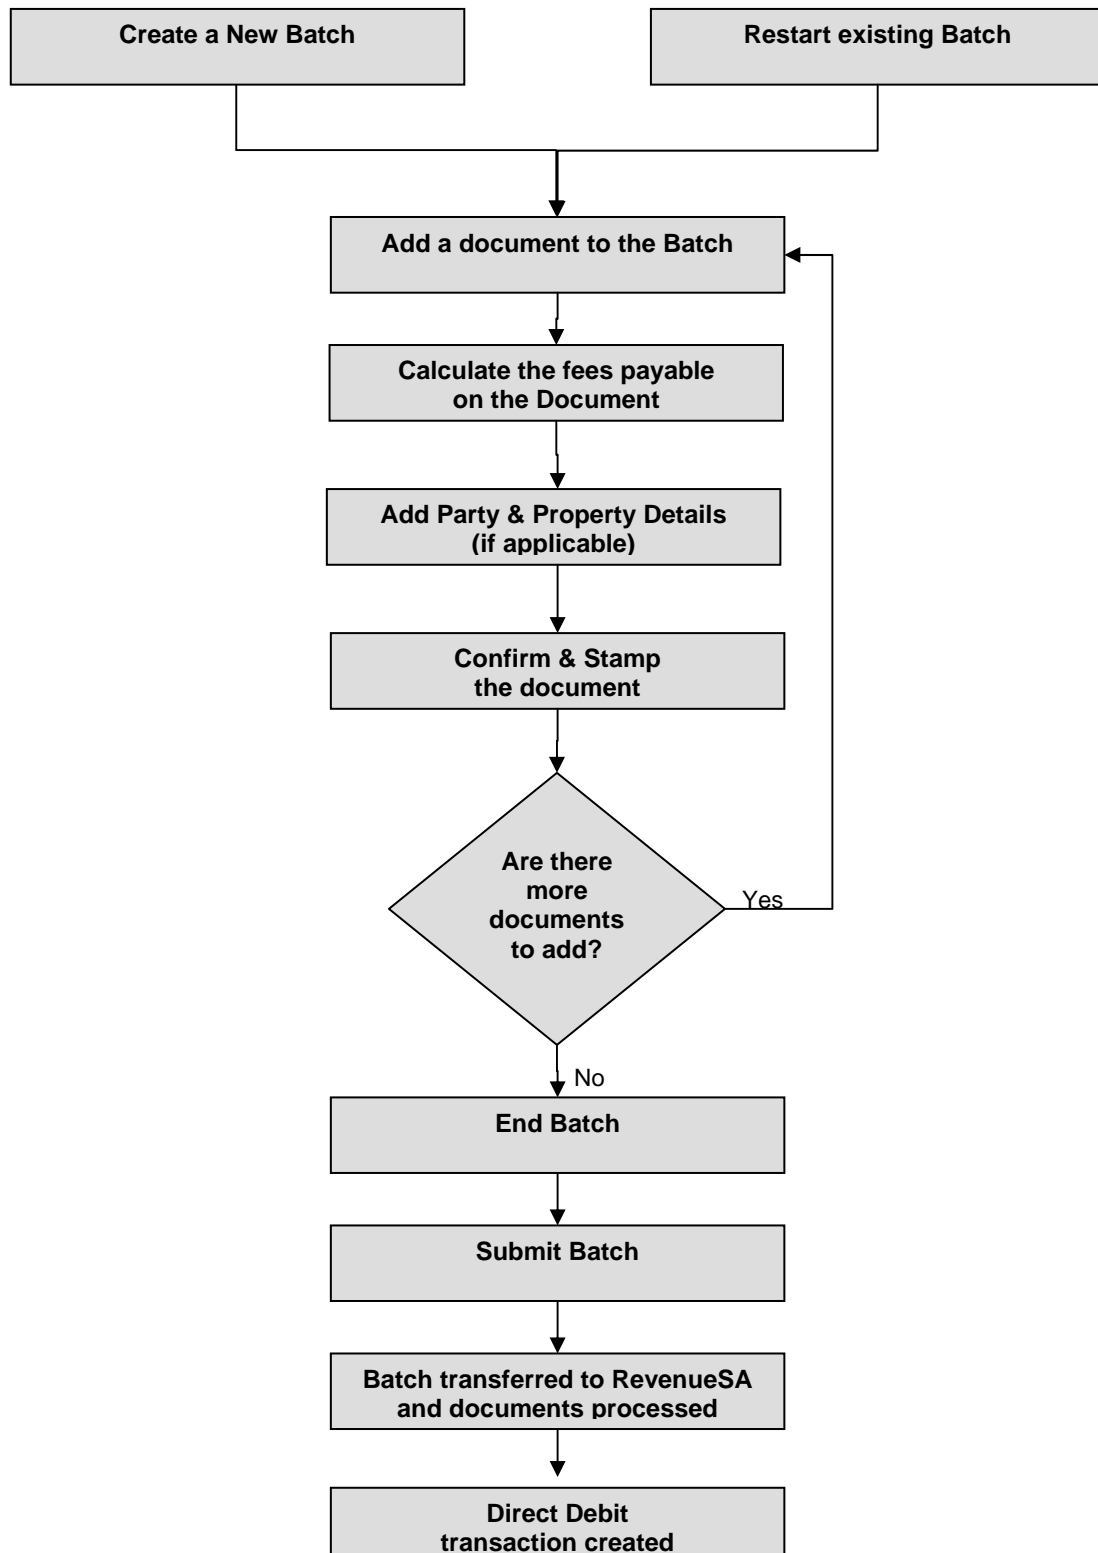 Create a New Batch
Restart existing Batch
Add a document to the Batch
Calculate the fees payable
on the Document
Add Party & Property Details
(if applicable)
Confirm & Stamp
the document
Are there
more
documents
to add?
Yes
No
End Batch
Submit Batch
Batch transferred to RevenueSA
and documents processed
Direct Debit
transaction created